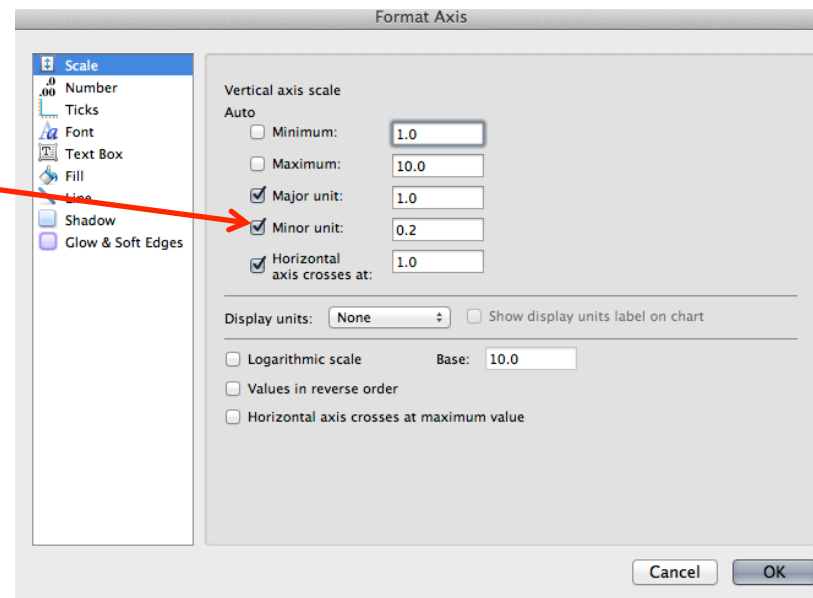 Format Axis
Scale
.0
.00 Number
Ticks
Font
Text Box
Fill
Line
Shadow
Glow & Soft Edges
Vertical axis scale
Auto
Minimum: 1.0
Maximum: 10.0
Major unit: 1.0
Minor unit: 0.2
Horizontal
axis crosses at: 1.0
Display units: None Show display units label on chart
Logarithmic scale Base: 10.0
Values in reverse order
Horizontal axis crosses at maximum value
Cancel OK